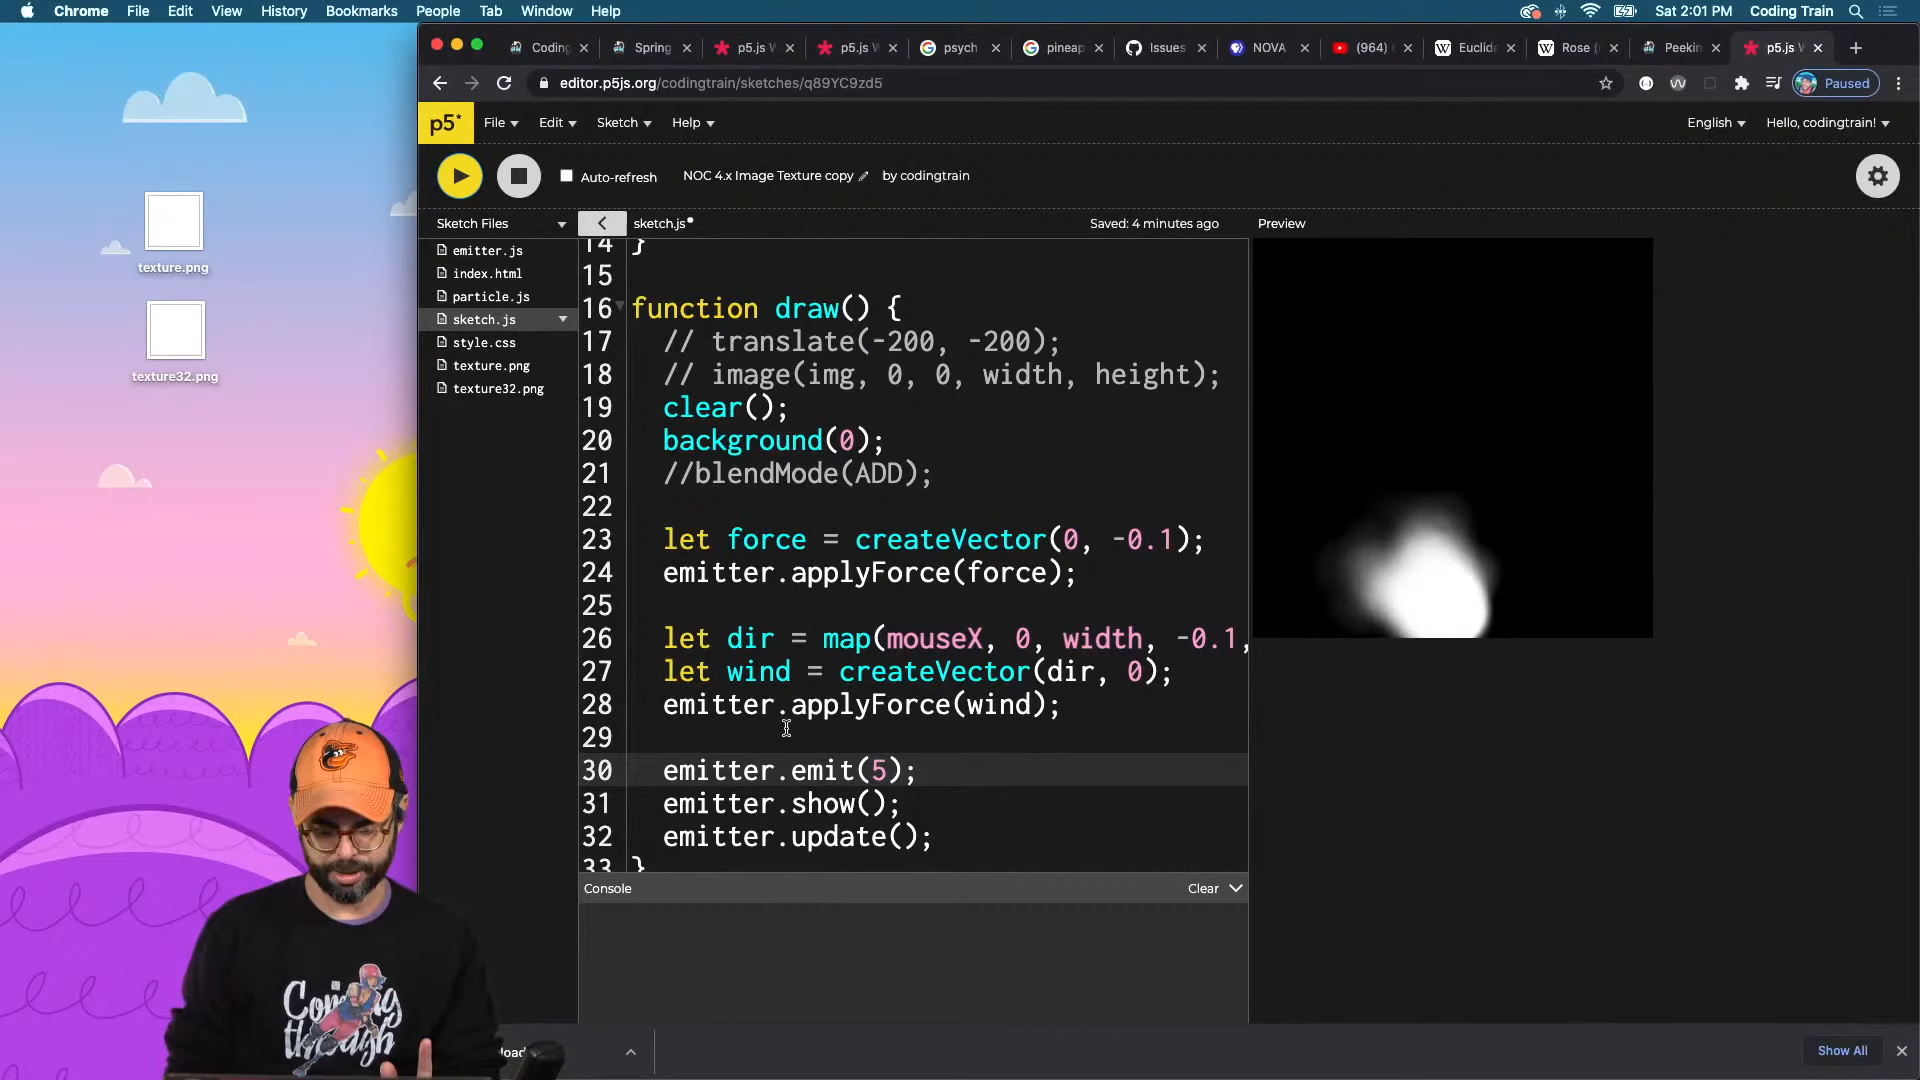 Chrome File Edit View History Bookmarks People Tab Window Help Sat 2:01 PM Coding Train
Coding Spring p5.js W p5.js W psych pineap Issues NOVA (964) Euclid Rose ( Peekin p5.js W
editor.p5js.org/codingtrain/sketches/q89YC9zd5 Paused
p5* File Edit Sketch Help English Hello, codingtrain!
Auto-refresh NOC 4.x Image Texture copy by codingtrain
Sketch Files sketch.js Saved: 4 minutes ago Preview
emitter.js
index.html
particle.js
sketch.js
style.css
texture.png
texture32.png
texture.png
texture32.png
14 }
15
16 function draw() {
17 // translate(-200, -200);
18 // image(img, 0, 0, width, height);
19 clear();
20 background(0);
21 //blendMode(ADD);
22
23 let force = createVector(0, -0.1);
24 emitter.applyForce(force);
25
26 let dir = map(mouseX, 0, width, -0.1,
27 let wind = createVector(dir, 0);
28 emitter.applyForce(wind);
29
30 emitter.emit(5);
31 emitter.show();
32 emitter.update();
33 }
Console Clear
Coming
through
Show All